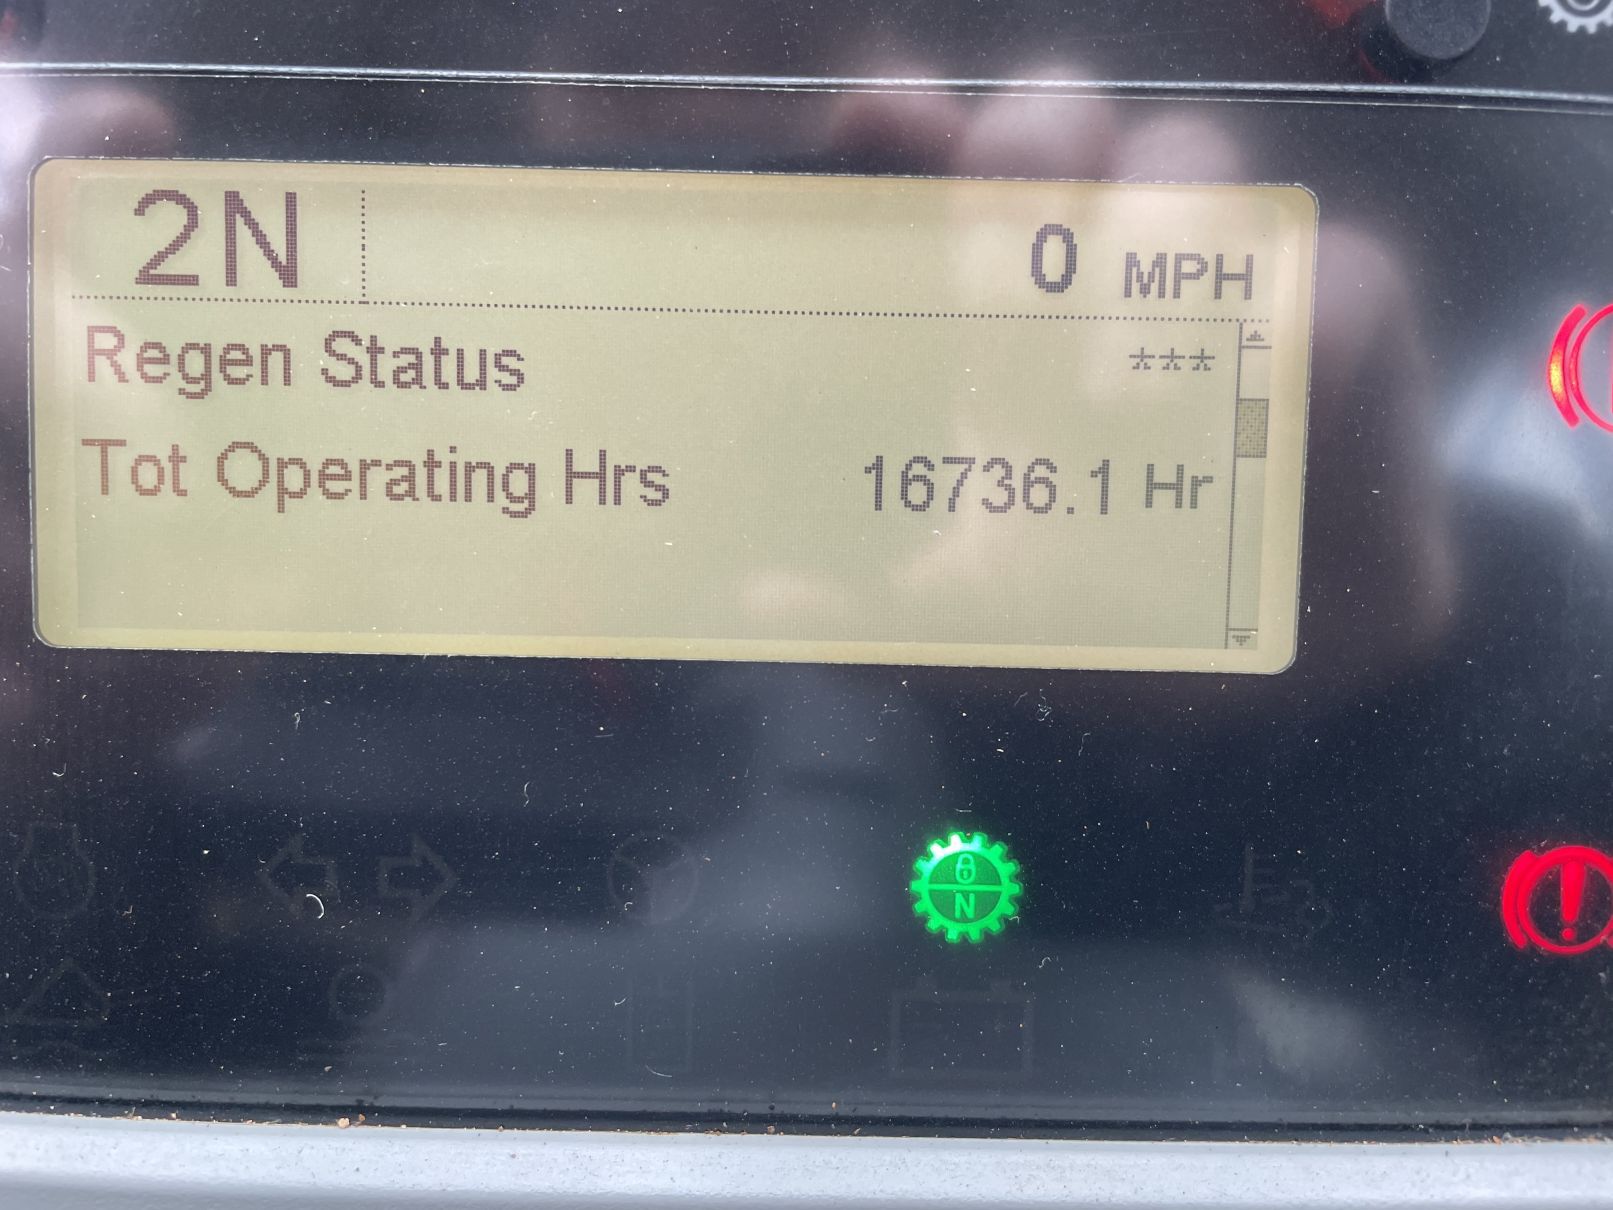 2N
0 MPH
Regen Status ***
Tot Operating Hrs 16736.1 Hr
N
!